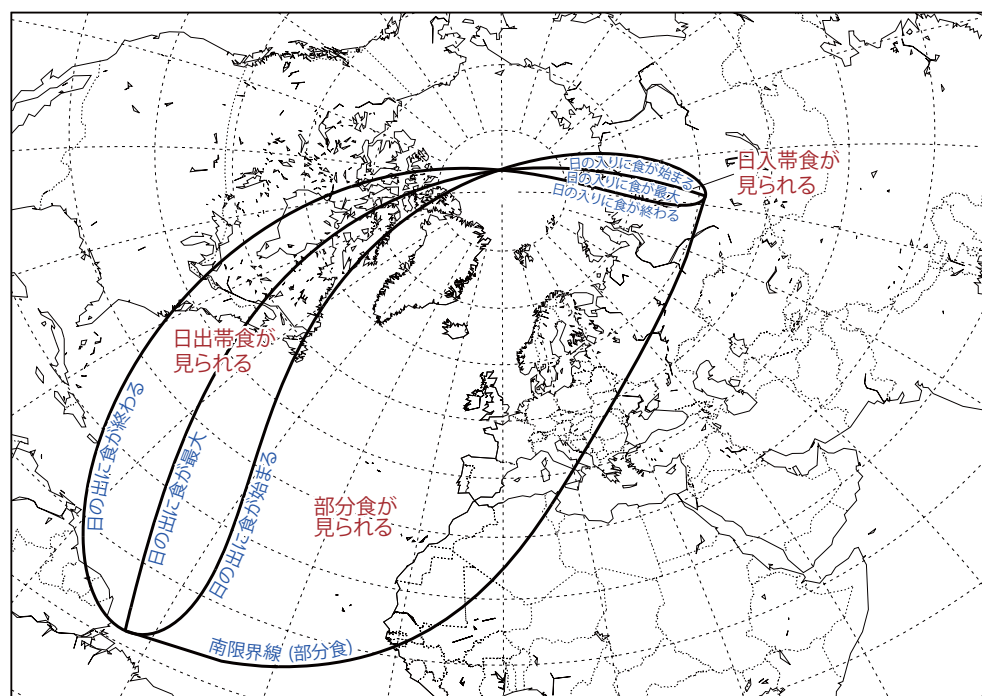 日の入りに食が始まる
日の入りに食が最大
日の入りに食が終わる
日入帯食が
見られる
日出帯食が
見られる
日の出に食が終わる
日の出に食が最大
日の出に食が始まる
部分食が
見られる
南限界線 (部分食)